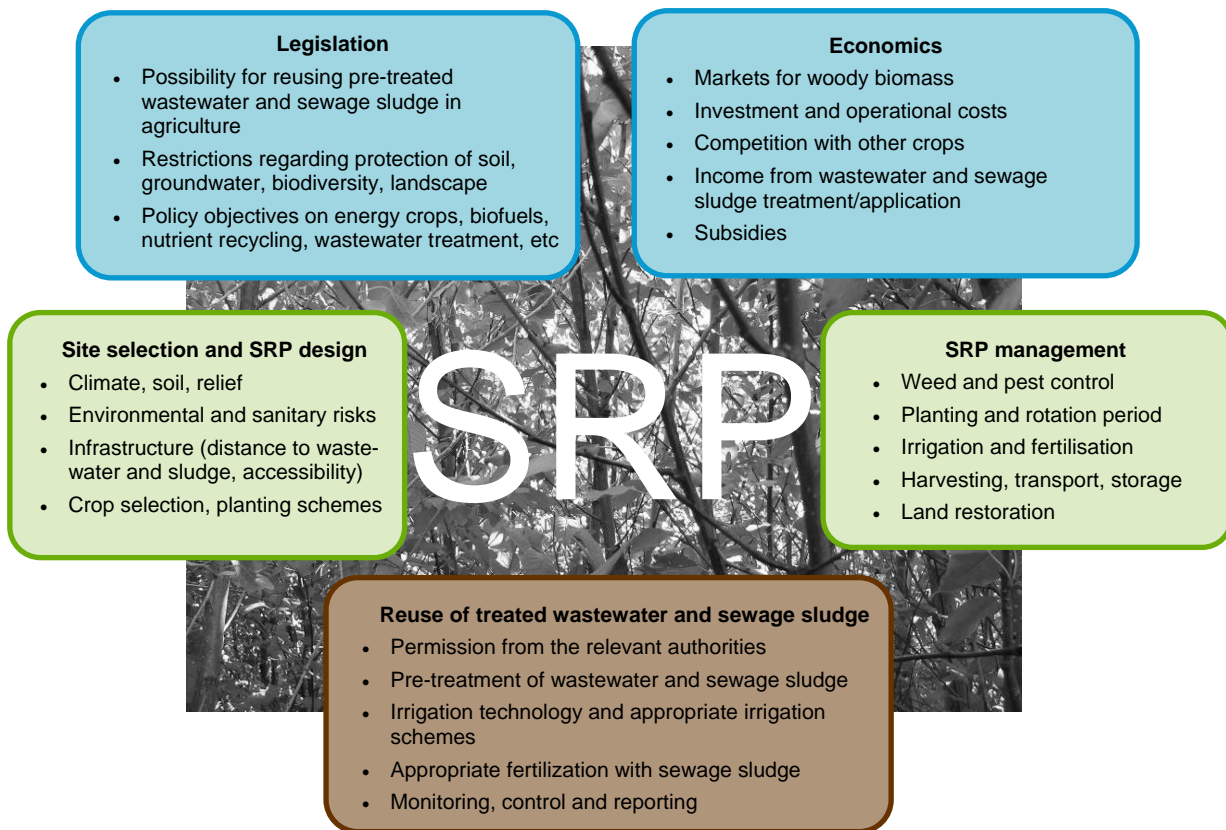 Legislation
• Possibility for reusing pre-treated
wastewater and sewage sludge in
agriculture
• Restrictions regarding protection of soil,
groundwater, biodiversity, landscape
• Policy objectives on energy crops, biofuels,
nutrient recycling, wastewater treatment, etc
Economics
• Markets for woody biomass
• Investment and operational costs
• Competition with other crops
• Income from wastewater and sewage
sludge treatment/application
• Subsidies
Site selection and SRP design
• Climate, soil, relief
• Environmental and sanitary risks
• Infrastructure (distance to waste-
water and sludge, accessibility)
• Crop selection, planting schemes
SRP
SRP management
• Weed and pest control
• Planting and rotation period
• Irrigation and fertilisation
• Harvesting, transport, storage
• Land restoration
Reuse of treated wastewater and sewage sludge
• Permission from the relevant authorities
• Pre-treatment of wastewater and sewage sludge
• Irrigation technology and appropriate irrigation
schemes
• Appropriate fertilization with sewage sludge
• Monitoring, control and reporting